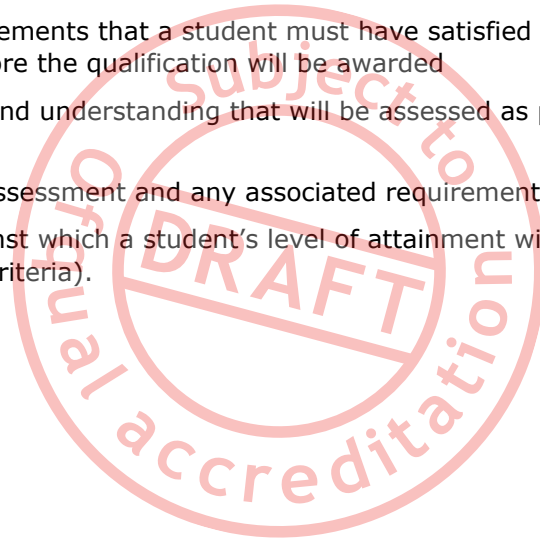 ements that a student must have satisfied
ore the qualification will be awarded
nd understanding that will be assessed as p
ssessment and any associated requirement
nst which a student's level of attainment wi
riteria).
Subject to
Ofqual accreditation
DRAFT